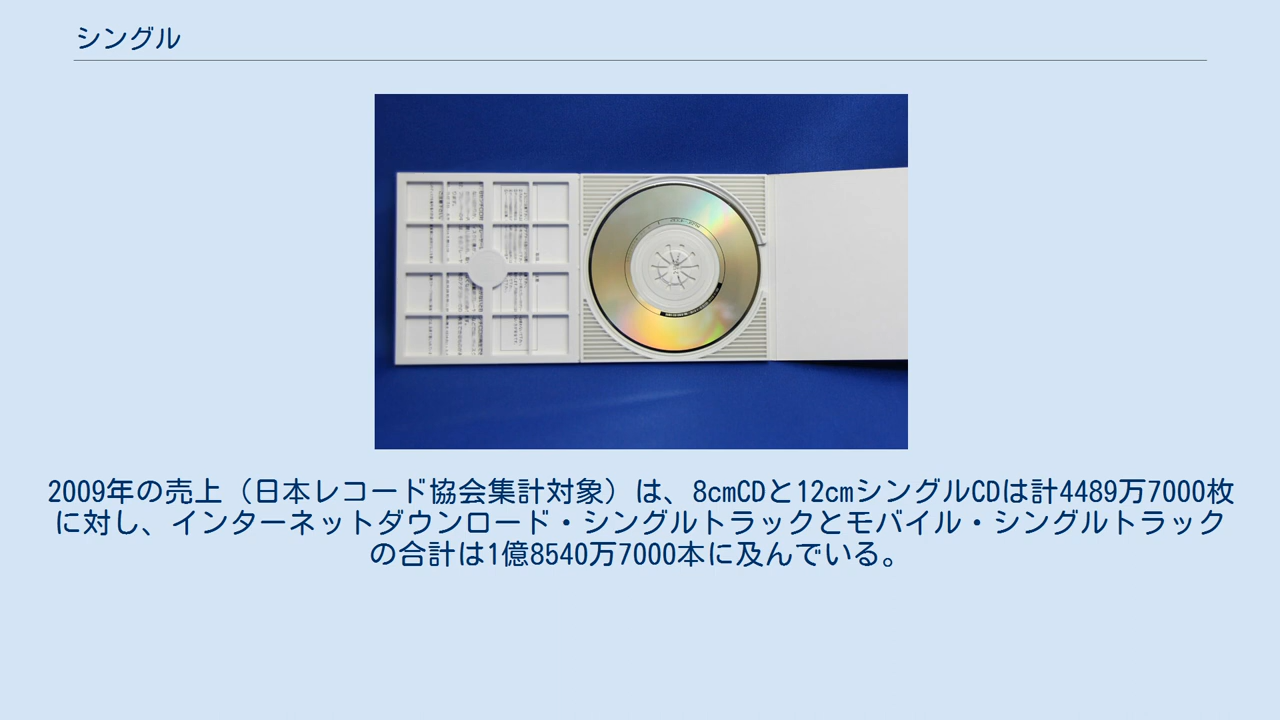 シングル
2009年の売上（日本レコード協会集計対象）は、8cmCDと12cmシングルCDは計4489万7000枚
に対し、インターネットダウンロード・シングルトラックとモバイル・シングルトラック
の合計は1億8540万7000本に及んでいる。